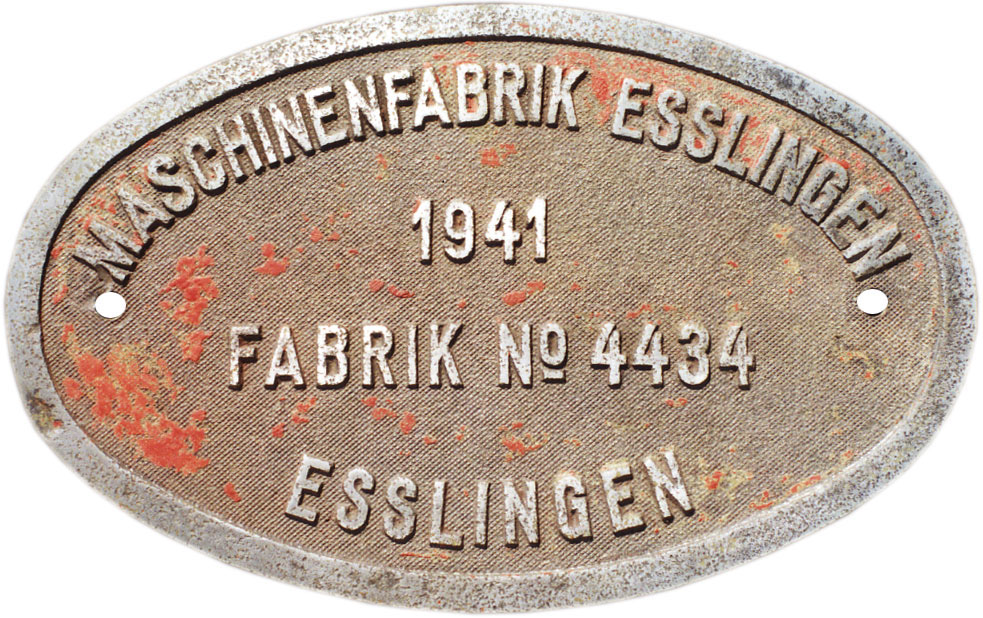 MASCHINENFABRIK ESSLINGEN
1941
FABRIK Nº 4434
ESSLINGEN